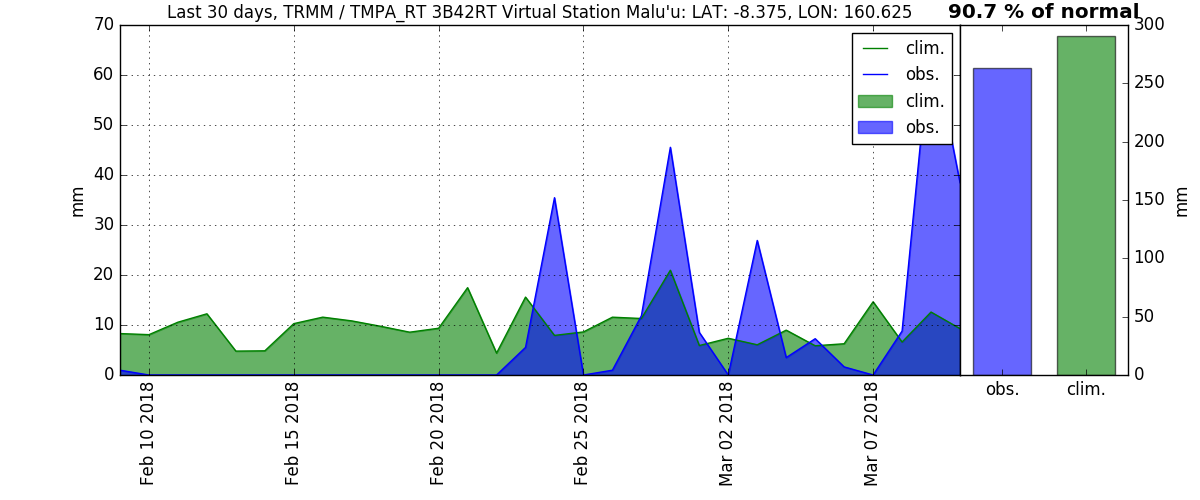 Last 30 days, TRMM / TMPA_RT 3B42RT Virtual Station Malu'u: LAT: -8.375, LON: 160.625
90.7 % of normal
70
60
50
40
30
20
10
0
mm
clim.
obs.
clim.
obs.
300
250
200
150
100
50
0
mm
obs.
clim.
Feb 10 2018
Feb 15 2018
Feb 20 2018
Feb 25 2018
Mar 02 2018
Mar 07 2018